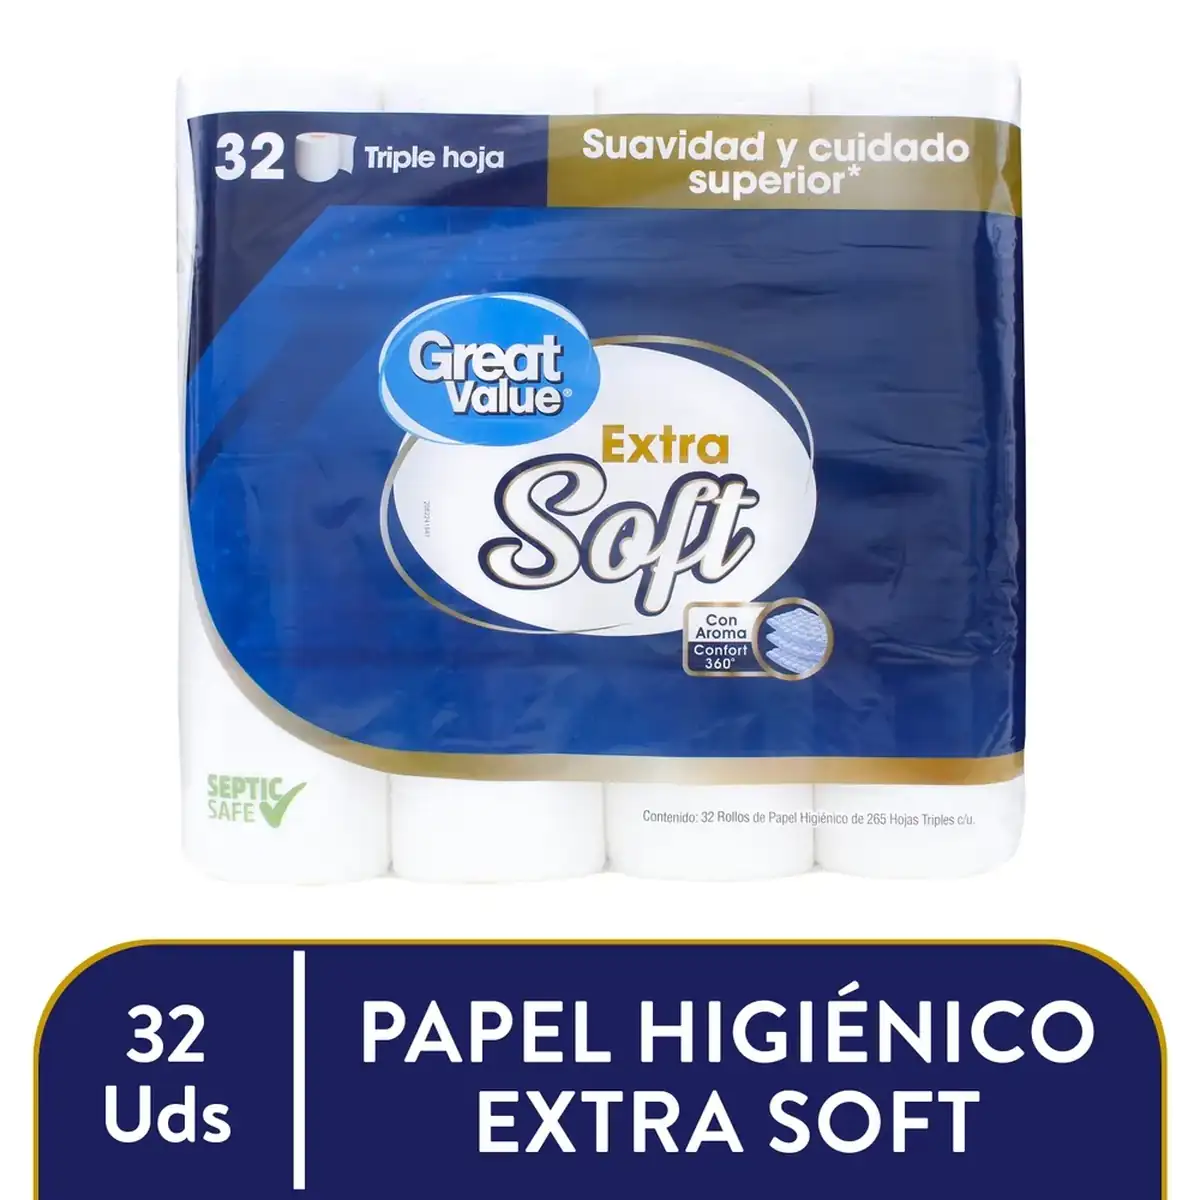 32 Triple hoja
Suavidad y cuidado
superior*
Great
Value®
Extra
Soft
Con
Aroma
Confort
360°
SEPTIC
SAFE
Contenido: 32 Rollos de Papel Higiénico de 265 Hojas Triples c/u.
32
Uds
PAPEL HIGIÉNICO
EXTRA SOFT